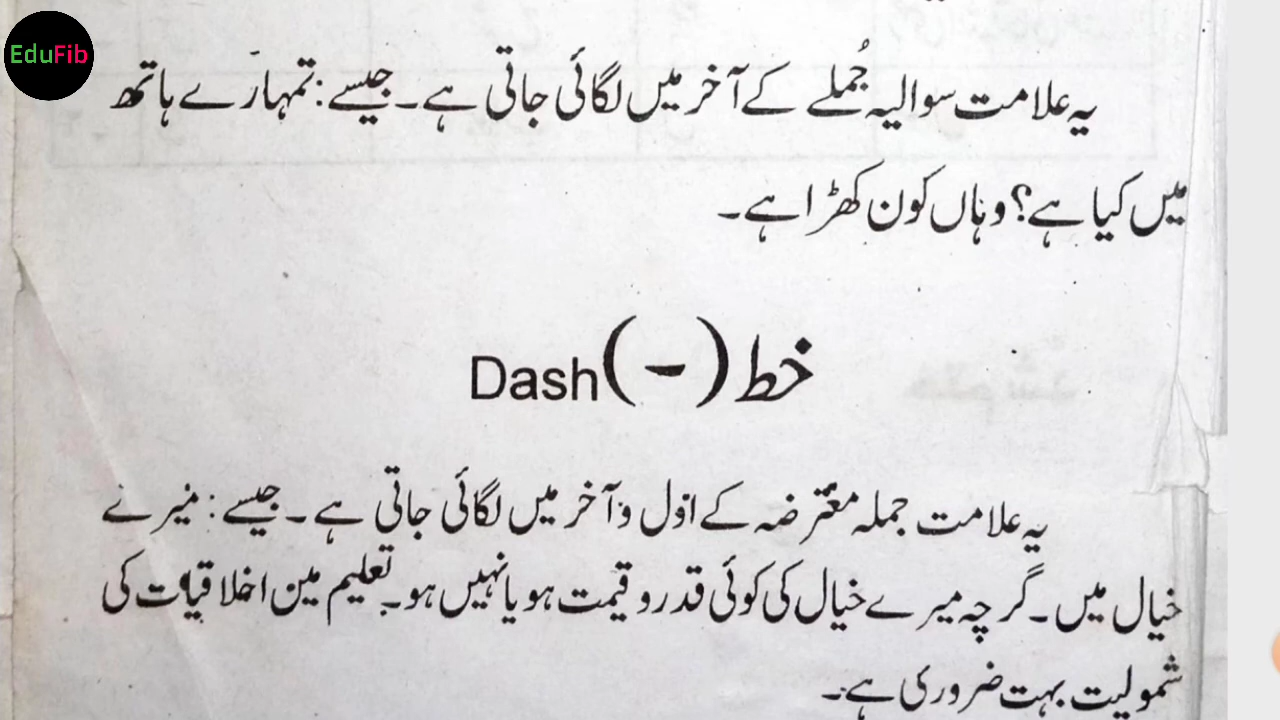 EduFib
یہ علامت سوالیہ جُملے کے آخر میں لگائی جاتی ہے۔ جیسے: تمہارے ہاتھ
میں کیا ہے؟ وہاں کون کھڑا ہے۔
خط (-) Dash
یہ علامت جملہ معترضہ کے اوّل و آخر میں لگائی جاتی ہے۔ جیسے: میرے
خیال میں۔ گرچہ میرے خیال کی کوئی قدر و قیمت ہو یا نہیں ہو۔ تعلیم مین اخلاقیات کی
شمولیت بہت ضروری ہے۔